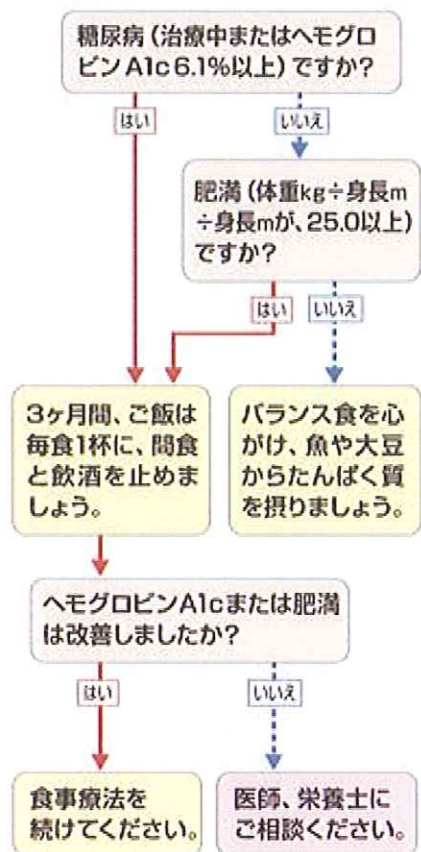 糖尿病（治療中またはヘモグロ
ビンA1c6.1%以上）ですか？
はい
いいえ
肥満（体重kg÷身長m
÷身長mが、25.0以上）
ですか？
はい
いいえ
3ヶ月間、ご飯は
毎食1杯に、間食
と飲酒を止めま
しょう。
バランス食を心
がけ、魚や大豆
からたんぱく質
を摂りましょう。
ヘモグロビンA1cまたは肥満
は改善しましたか？
はい
いいえ
食事療法を
続けてください。
医師、栄養士に
ご相談ください。